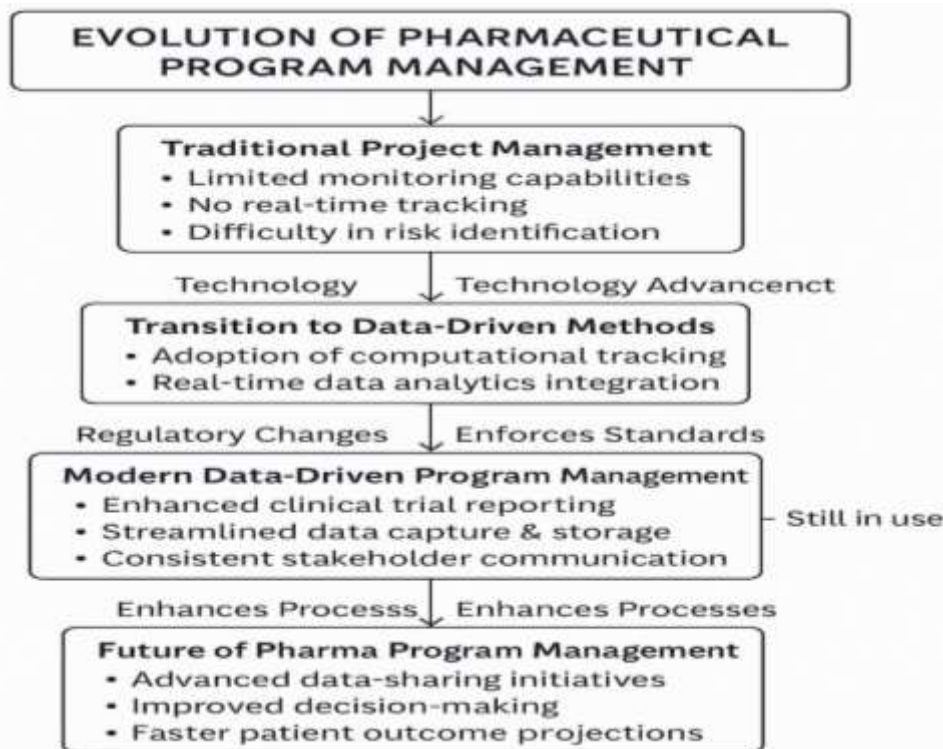 EVOLUTION OF PHARMACEUTICAL
PROGRAM MANAGEMENT
Traditional Project Management
• Limited monitoring capabilities
• No real-time tracking
• Difficulty in risk identification
Technology Technology Advancenct
Transition to Data-Driven Methods
• Adoption of computational tracking
• Real-time data analytics integration
Regulatory Changes Enforces Standards
Modern Data-Driven Program Management
• Enhanced clinical trial reporting
• Streamlined data capture & storage
• Consistent stakeholder communication
Still in use
Enhances Processs Enhances Processes
Future of Pharma Program Management
• Advanced data-sharing initiatives
• Improved decision-making
• Faster patient outcome projections